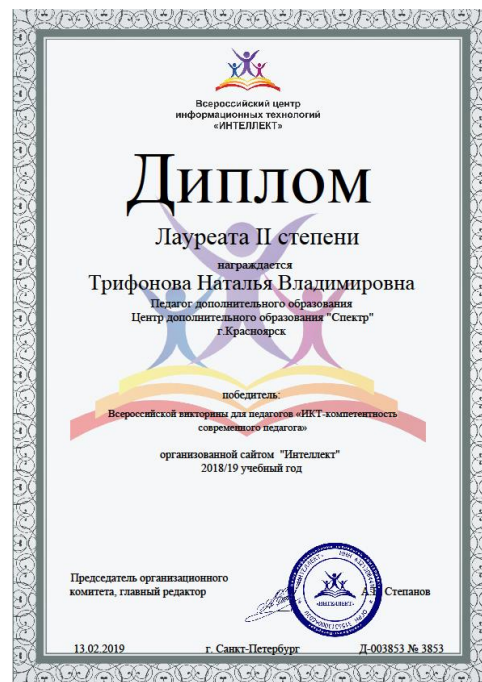 Всероссийский центр
информационных технологий
«ИНТЕЛЛЕКТ»
Диплом
Лауреата II степени
награждается
Трифонова Наталья Владимировна
Педагог дополнительного образования
Центр дополнительного образования "Спектр"
г.Красноярск
победитель:
Всероссийской викторины для педагогов «ИКТ-компетентность
современного педагога»
организованной сайтом "Интеллект"
2018/19 учебный год
Председатель организационного
комитета, главный редактор
Степанов
«ИНТЕЛЛЕКТ»
13.02.2019 г. Санкт-Петербург Д-003853 № 3853